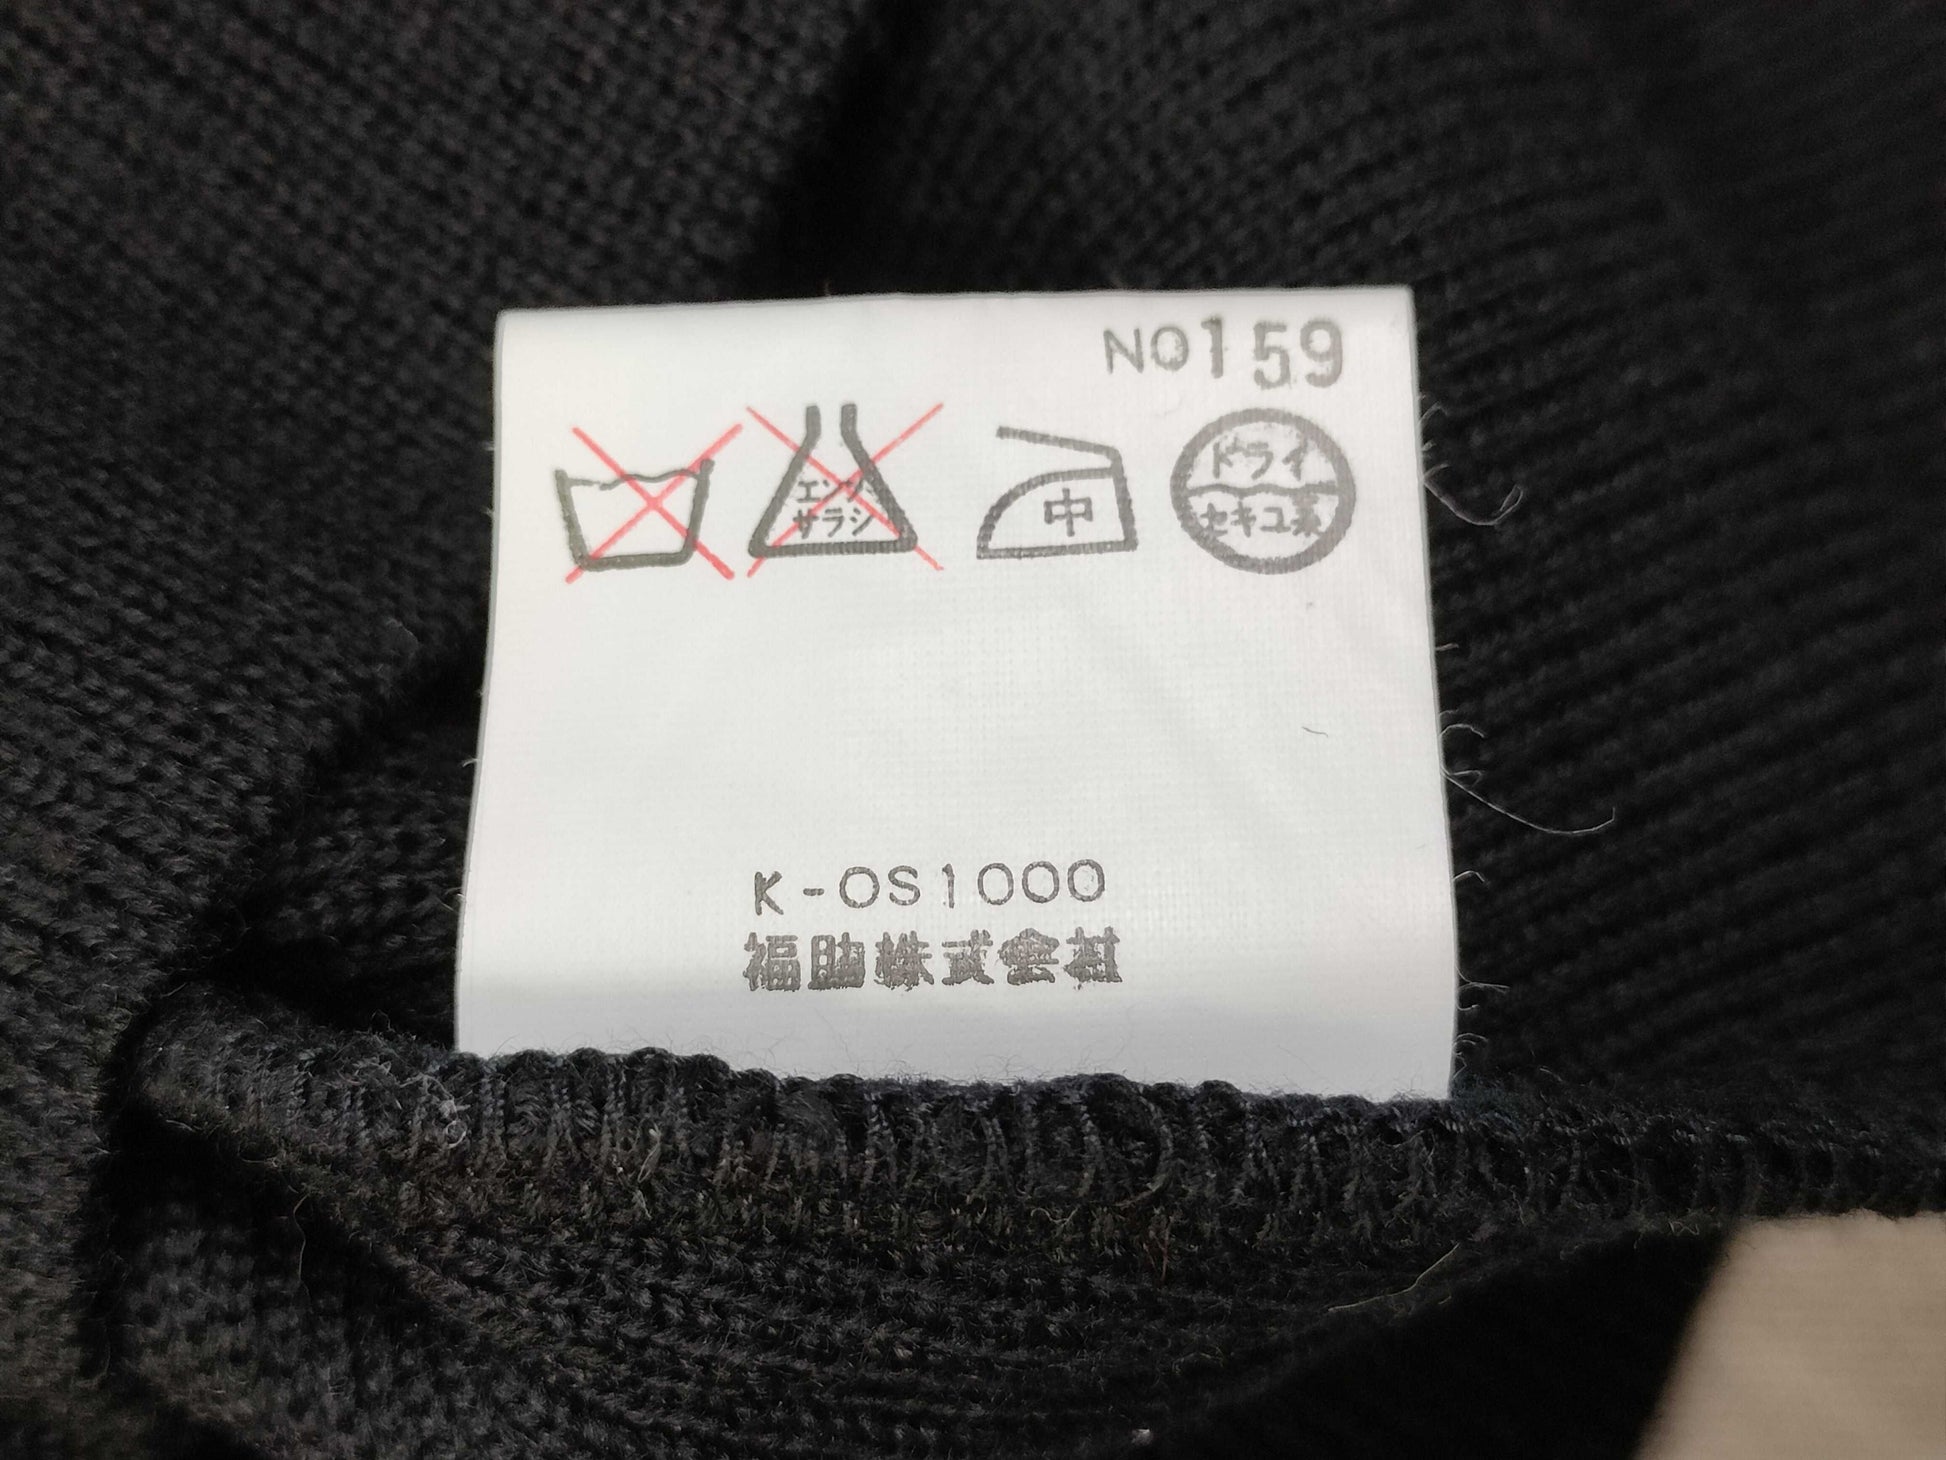 NO159
エンソ
サラシ
中
ドライ
セキユ系
K-OS1000
福助株式会社